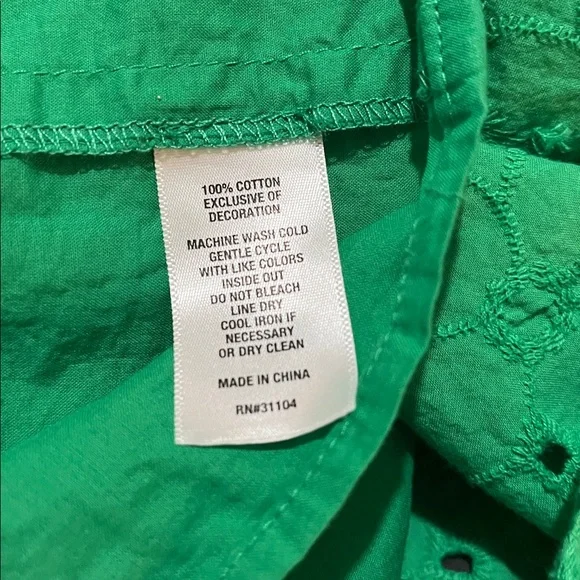 100% COTTON
EXCLUSIVE OF
DECORATION
MACHINE WASH COLD
GENTLE CYCLE
WITH LIKE COLORS
INSIDE OUT
DO NOT BLEACH
LINE DRY
COOL IRON IF
NECESSARY
OR DRY CLEAN
MADE IN CHINA
RN#31104